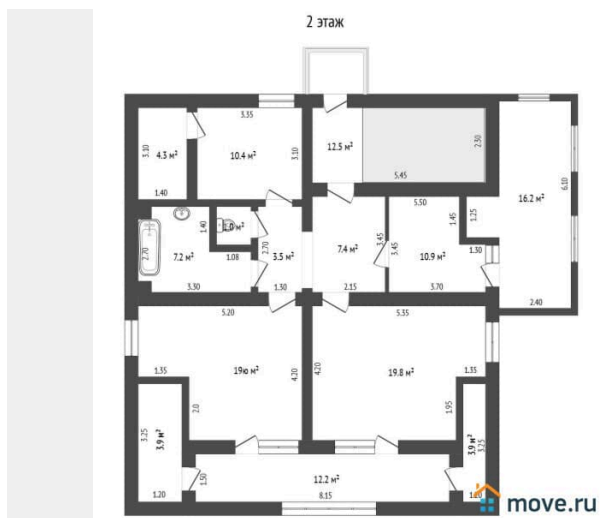 2 этаж
3.35
3.10
4.3 м²
1.40
10.4 м²
3.10
12.5 м²
5.45
2.30
16.2 м²
6.10
5.50
1.45
1.25
1.40
2.70
7.2 м²
1.08
3.30
2.70
3.5 м²
1.30
7.4 м²
3.45
3.45
2.15
10.9 м²
3.70
1.30
2.40
5.20
5.35
1.35
19ю м²
4.20
4.20
19.8 м²
1.35
2.0
1.95
3.25
3.9 м²
1.20
1.50
12.2 м²
8.15
3.9 м²
3.25
move.ru